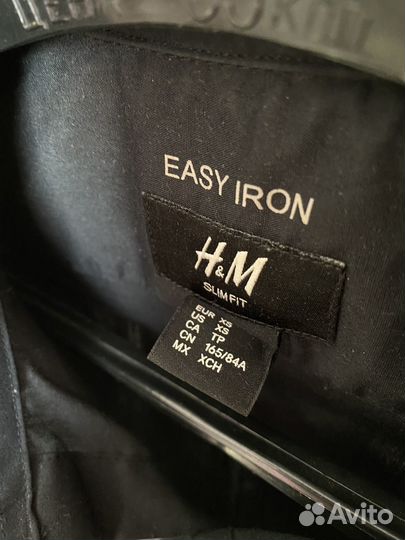 EASY IRON
H&M
SLIM FIT
EUR XS
US XS
CA TP
CN 165/84A
MX XCH
Avito